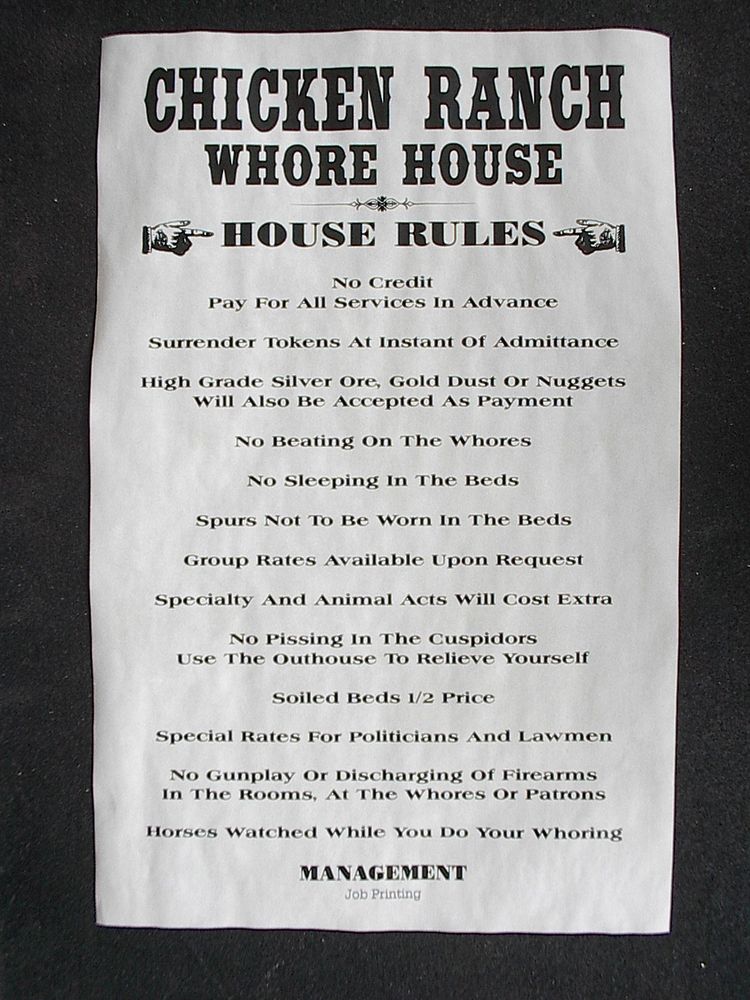 CHICKEN RANCH
WHORE HOUSE
HOUSE RULES
No Credit
Pay For All Services In Advance
Surrender Tokens At Instant Of Admittance
High Grade Silver Ore, Gold Dust Or Nuggets
Will Also Be Accepted As Payment
No Beating On The Whores
No Sleeping In The Beds
Spurs Not To Be Worn In The Beds
Group Rates Available Upon Request
Specialty And Animal Acts Will Cost Extra
No Pissing In The Cuspidors
Use The Outhouse To Relieve Yourself
Soiled Beds 1/2 Price
Special Rates For Politicians And Lawmen
No Gunplay Or Discharging Of Firearms
In The Rooms, At The Whores Or Patrons
Horses Watched While You Do Your Whoring
MANAGEMENT
Job Printing